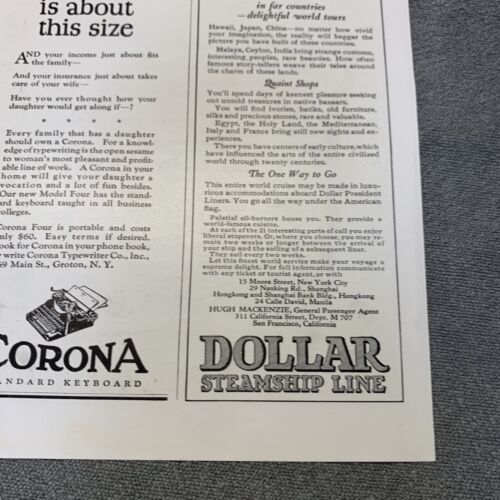 is about
this size
AND your income just about fits
the family—
And your insurance just about takes
care of your wife—
Have you ever thought how your
daughter would get along if—?
* * * *
Every family that has a daughter
should own a Corona. For a knowl-
edge of typewriting is the open sesame
to woman's most pleasant and profit-
able line of work. A Corona in your
home will give your daughter a
vocation and a lot of fun besides.
Our new Model Four has the stand-
ard keyboard taught in all business
colleges.
Corona Four is portable and costs
only $60. Easy terms if desired.
Look for Corona in your phone book,
or write Corona Typewriter Co., Inc.,
69 Main St., Groton, N. Y.
CORONA
ANDARD KEYBOARD
in far countries
—delightful world tours
Hawaii, Japan, China—no matter how vivid
your imagination, the reality will beggar the
picture you have built of these countries.
Malaya, Ceylon, India bring strange customs,
interesting peoples, rare beauties. How often
famous story-tellers weave their tales around
the charm of these lands.
Quaint Shops
You'll spend days of keenest pleasure seeking
out untold treasures in native bazaars.
You will find ivories, batiks, old furniture,
silks and precious stones, rare and valuable.
Egypt, the Holy Land, the Mediterranean,
Italy and France bring still new sights and ex-
periences.
There you have centers of early culture, which
have influenced the arts of the entire civilized
world through twenty centuries.
The One Way to Go
This entire world cruise may be made in luxu-
rious accommodations aboard Dollar President
Liners. You go all the way under the American
flag.
Palatial oil-burners house you. They provide a
world-famous cuisine.
At each of the 21 interesting ports of call you enjoy
liberal stopovers. Or, where you choose, you may re-
main two weeks or longer between the arrival of
your ship and the sailing of a subsequent liner.
They sail every two weeks.
Let this finest world service make your voyage a
supreme delight. For full information communicate
with any ticket or tourist agent, or with
15 Moore Street, New York City
29 Nanking Rd., Shanghai
Hongkong and Shanghai Bank Bldg., Hongkong
24 Calle David, Manila
HUGH MACKENZIE, General Passenger Agent
311 California Street, Dept. M 707
San Francisco, California
DOLLAR
STEAMSHIP LINE